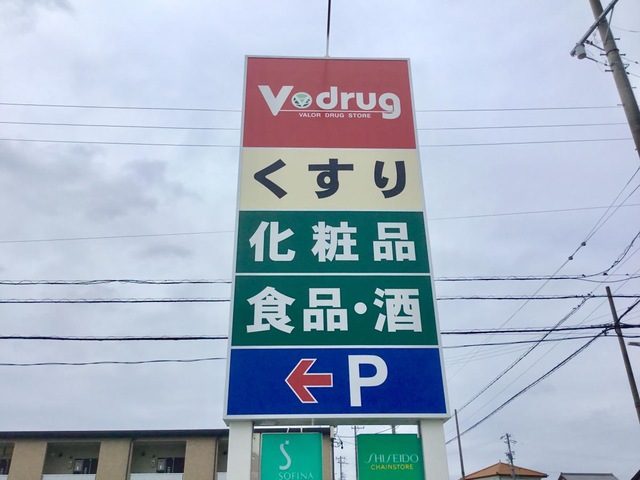 V drug
VALOR DRUG STORE
くすり
化粧品
食品・酒
← P
S
SOFINA
SHISEIDO
CHAINSTORE